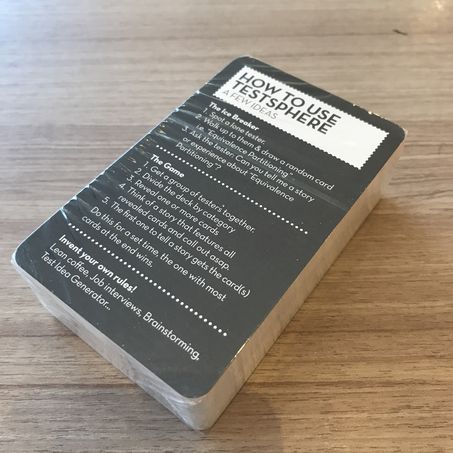 HOW TO USE
TESTSPHERE
A FEW IDEAS
The Ice Breaker
1. Spot a lone tester.
2. Walk up to them & draw a random card
i.e. "Equivalence Partitioning"
3. Ask the tester: Can you tell me a story
or experience about "Equivalence
Partitioning"?
The Game
1. Get a group of testers together.
2. Divide the deck by category
3. Reveal one or more cards
4. Think of a story that features all
revealed cards and call out asap.
5. The first one to tell a story gets the card(s)
Do this for a set time, the one with most
cards at the end wins.
Invent your own rules!
Lean coffee, Job interviews, Brainstorming,
Test Idea Generator...